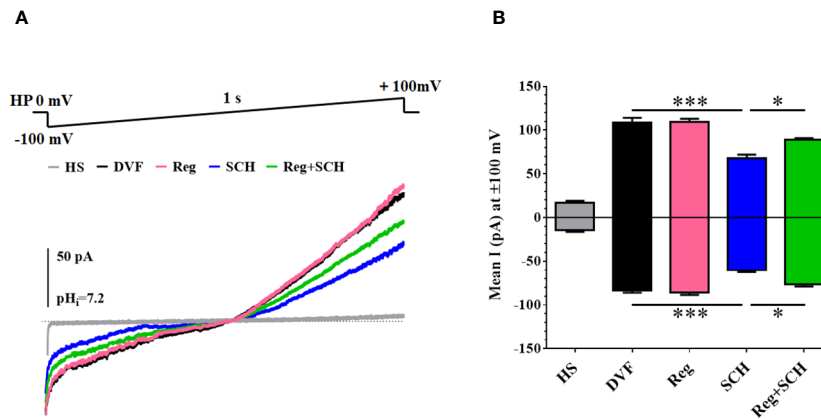 A
B
HP 0 mV
1 s
+ 100mV
-100 mV
HS DVF Reg SCH Reg+SCH
50 pA
pHi=7.2
Mean I (pA) at ±100 mV
150
100
50
0
-50
-100
-150
*** *
*** *
HS DVF Reg SCH Reg+SCH